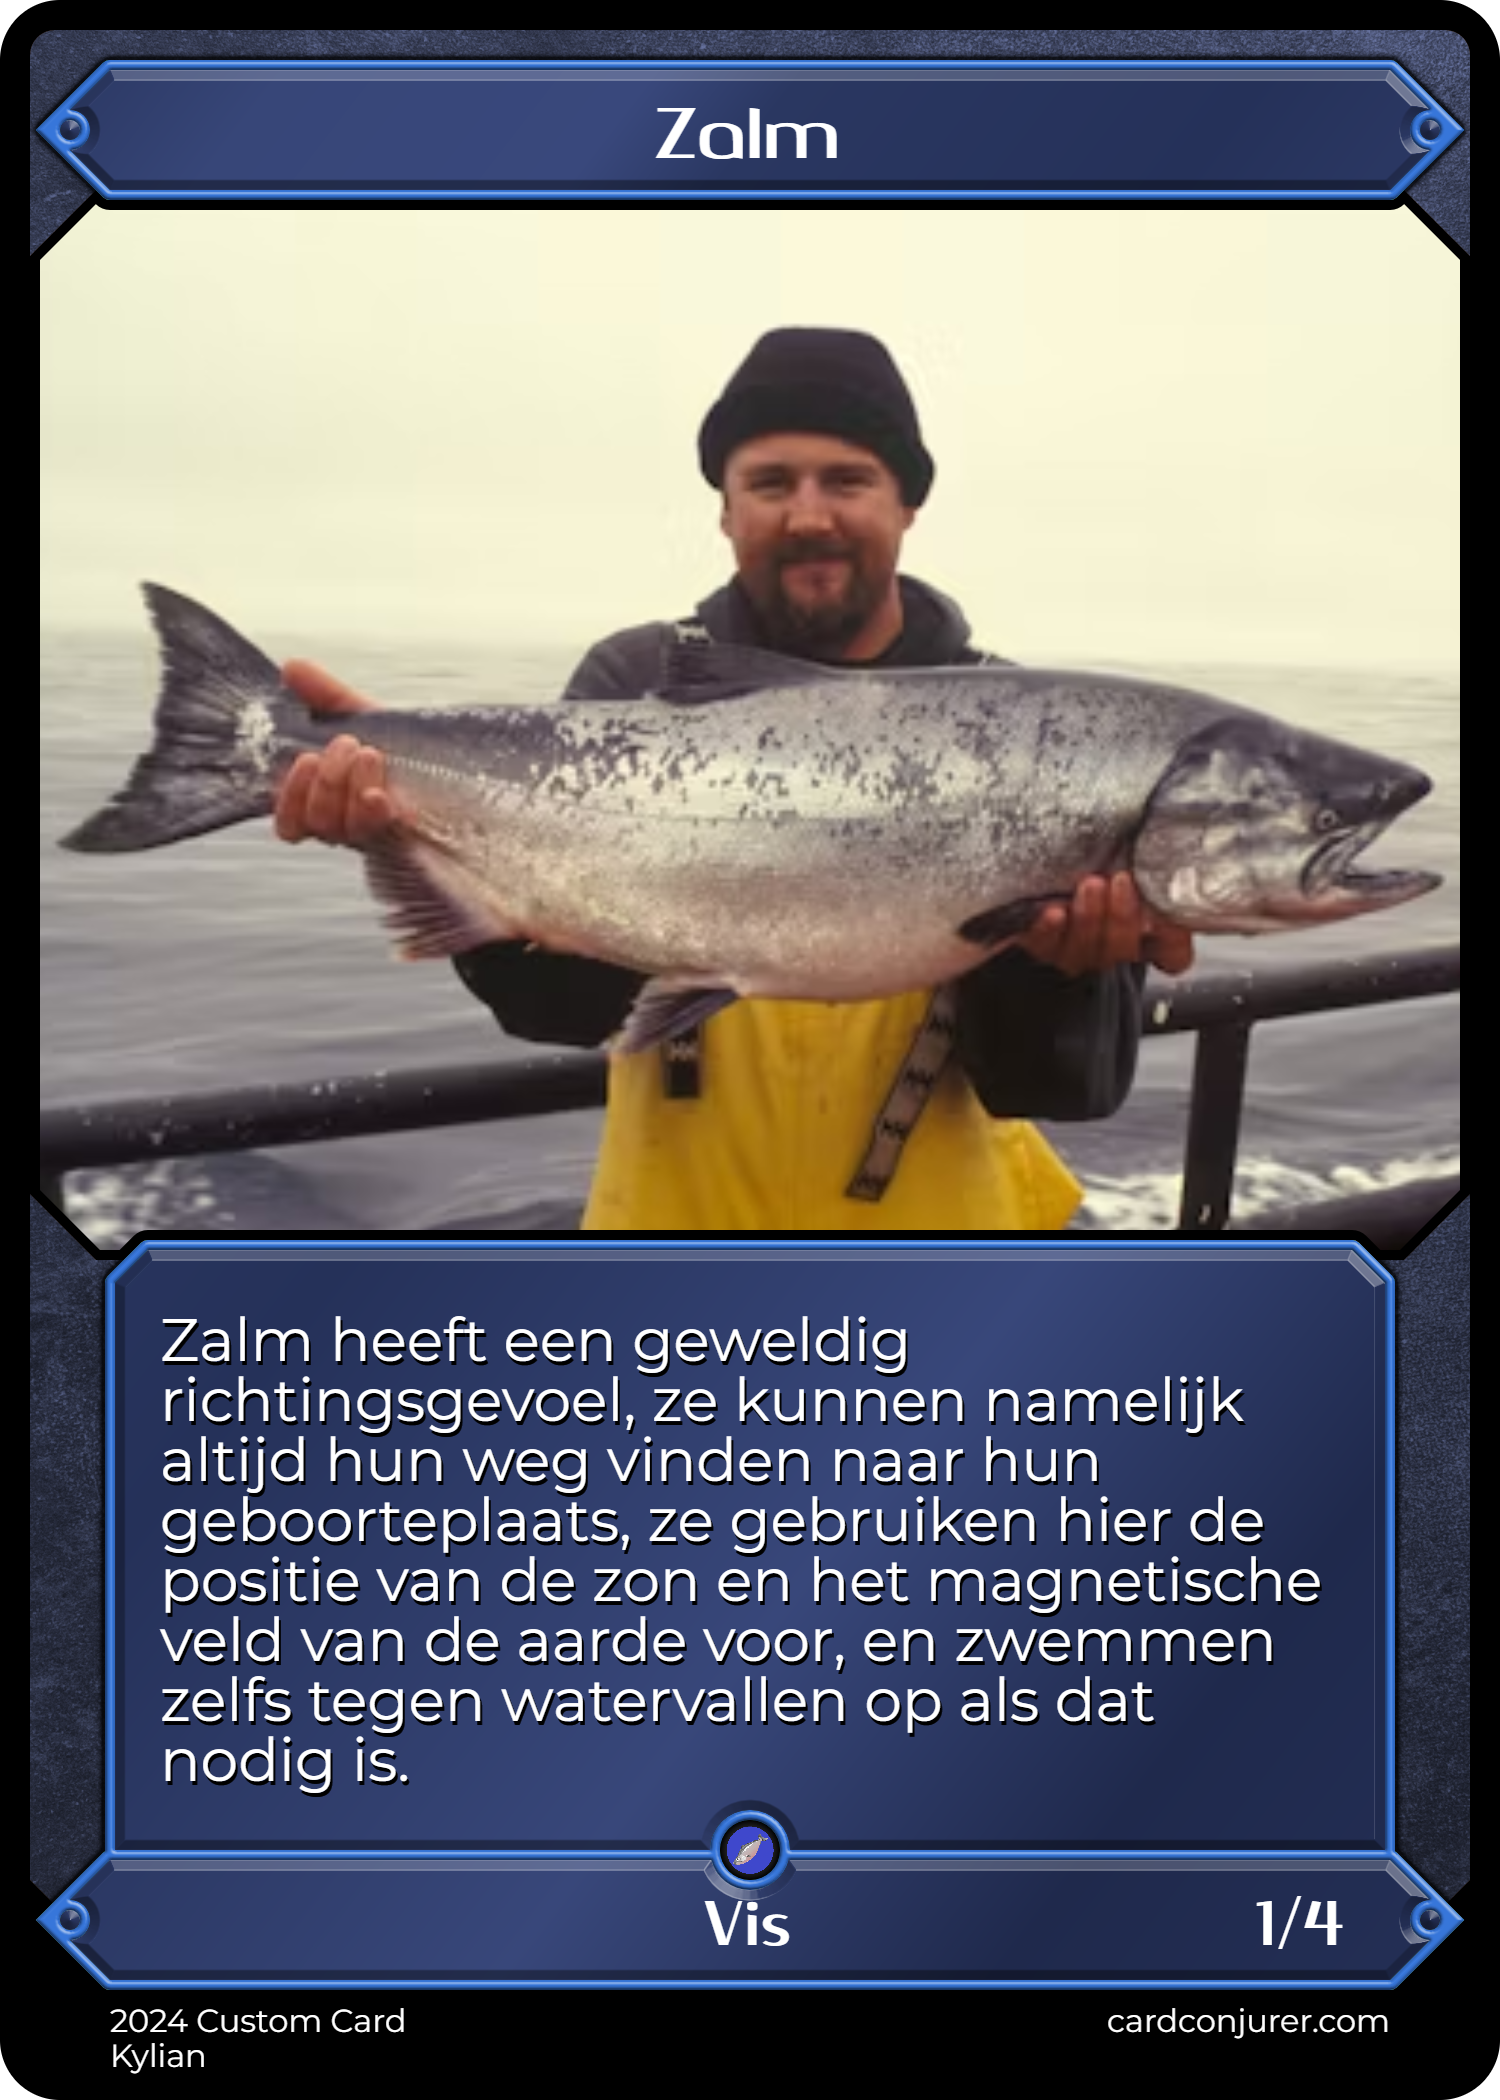 Zalm
Zalm heeft een geweldig
richtingsgevoel, ze kunnen namelijk
altijd hun weg vinden naar hun
geboorteplaats, ze gebruiken hier de
positie van de zon en het magnetische
veld van de aarde voor, en zwemmen
zelfs tegen watervallen op als dat
nodig is.
Vis
1/4
2024 Custom Card
Kylian
cardconjurer.com